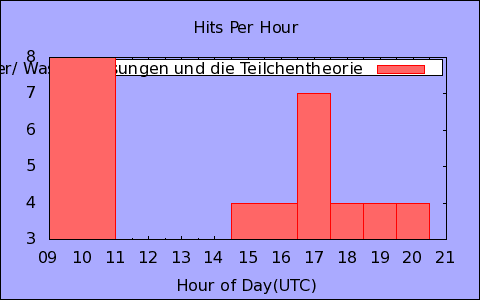 Hits Per Hour
8
er/ Was sungen und die Teilchentheorie
7
6
5
4
3
09 10 11 12 13 14 15 16 17 18 19 20 21
Hour of Day(UTC)